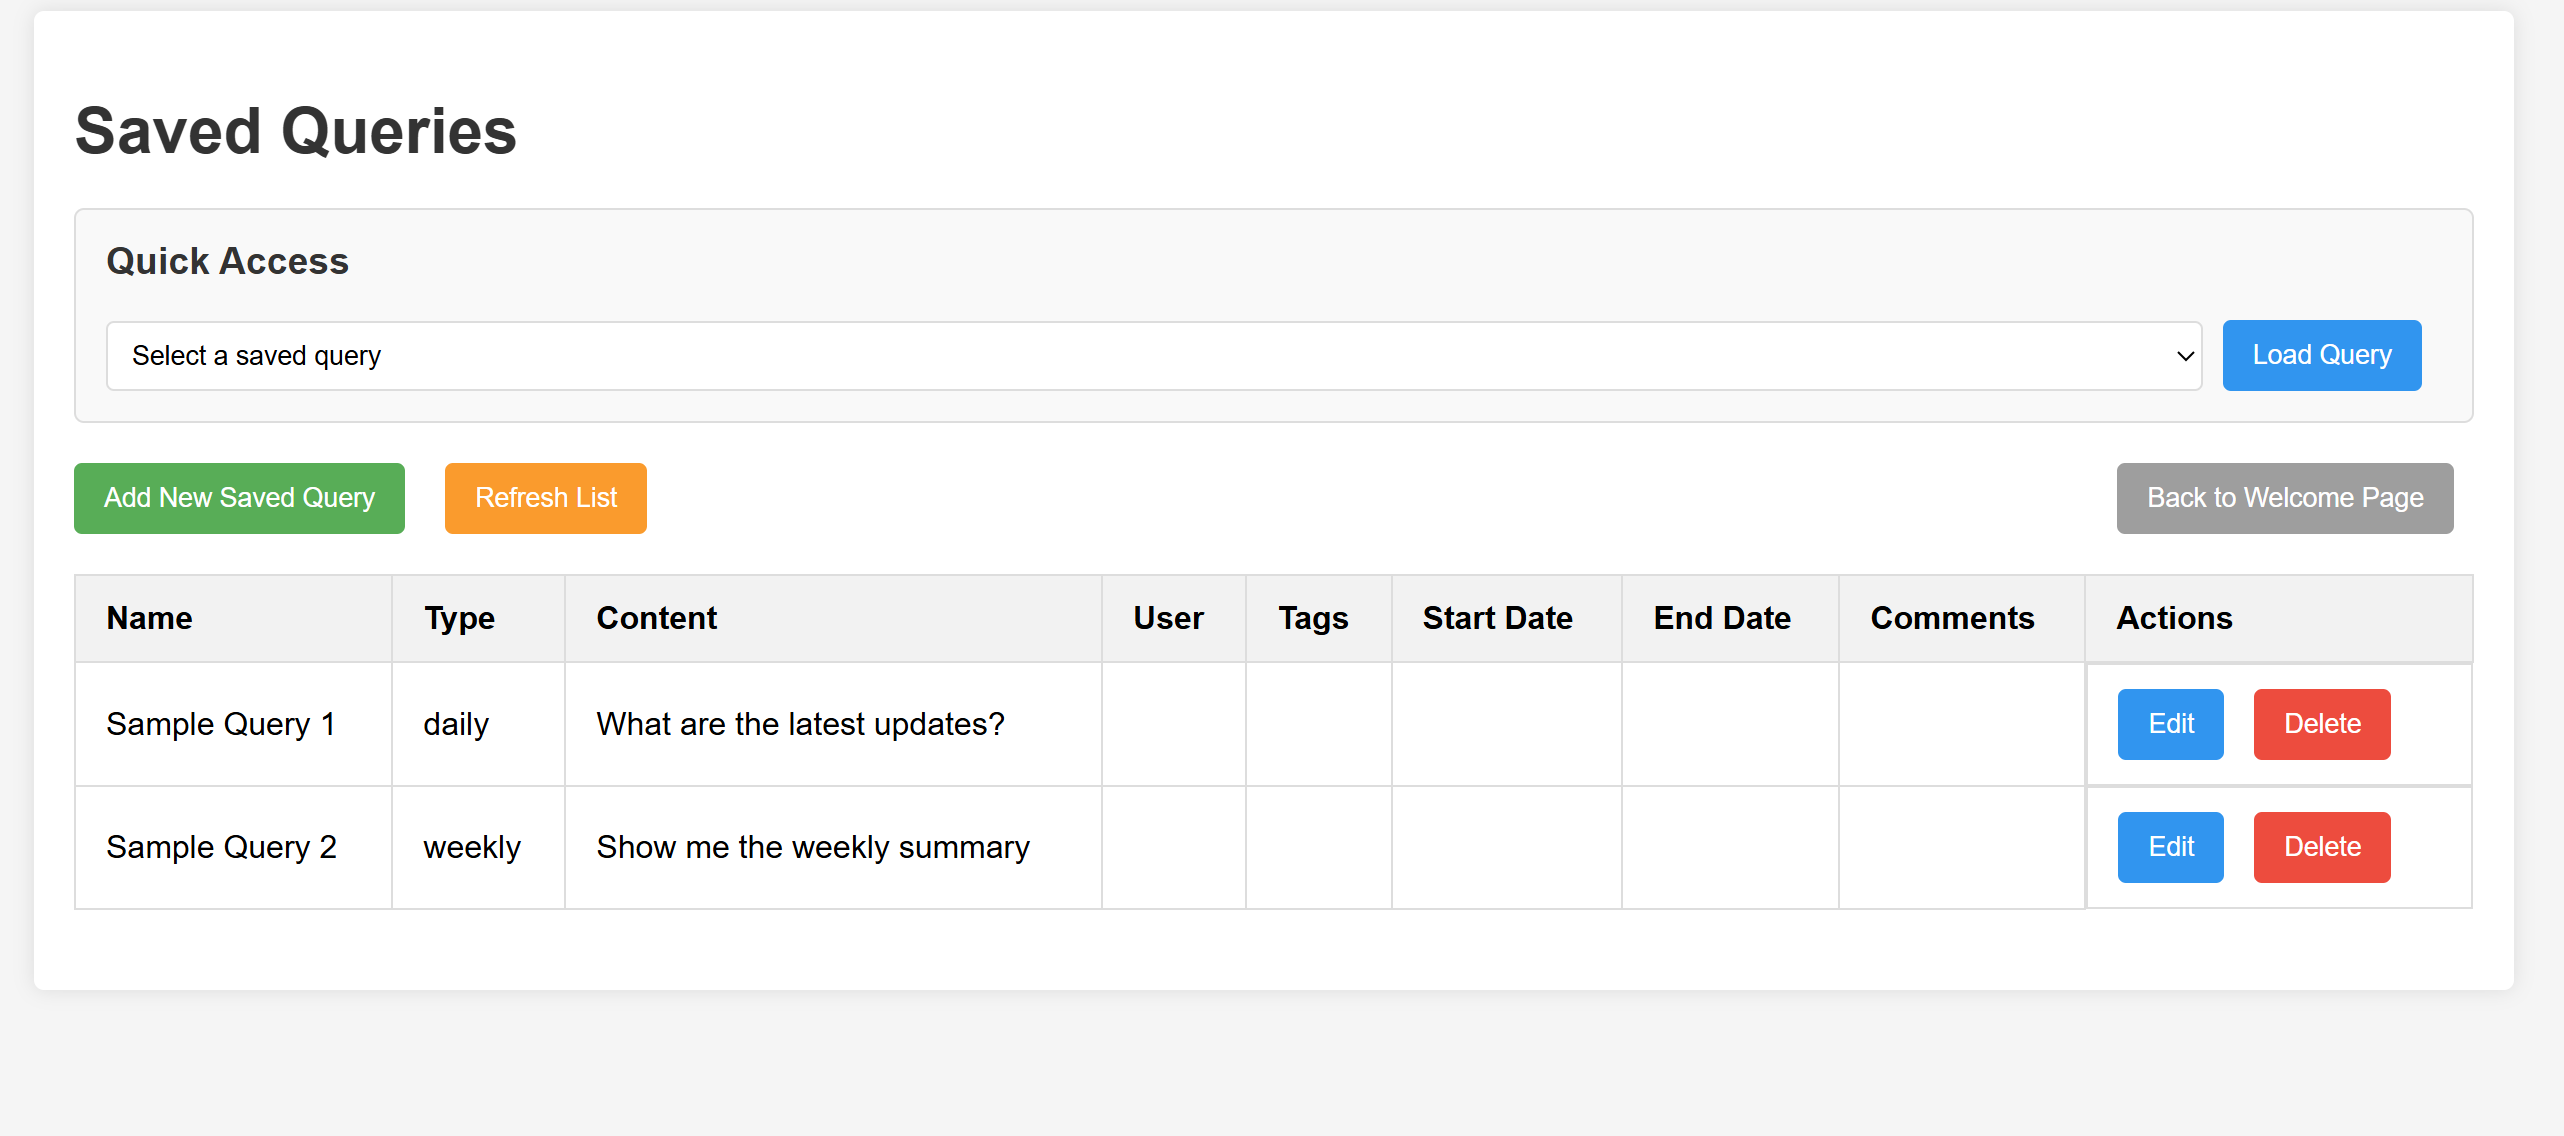 Saved Queries
Quick Access
Select a saved query
Load Query
Add New Saved Query
Refresh List
Back to Welcome Page
Name Type Content User Tags Start Date End Date Comments Actions
Sample Query 1 daily What are the latest updates? Edit Delete
Sample Query 2 weekly Show me the weekly summary Edit Delete